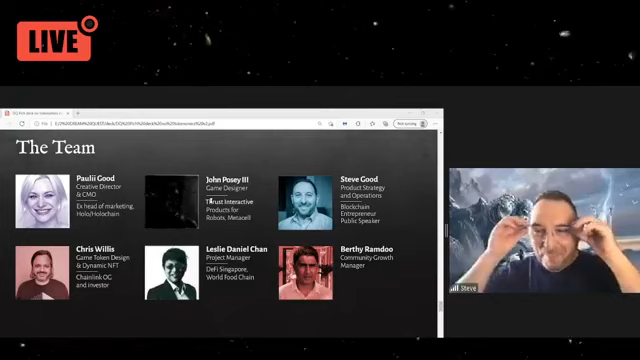 LIVE
The Team
Paulii Good
Creative Director
& CMO
Ex head of marketing,
Holo/Holochain
John Posey III
Game Designer
Thrust Interactive
Products for
Robots, Metacell
Steve Good
Product Strategy
and Operations
Blockchain
Entrepreneur
Public Speaker
Chris Willis
Game Token Design
& Dynamic NFT
Chainlink OG
and investor
Leslie Daniel Chan
Project Manager
DeFi Singapore,
World Food Chain
Berthy Ramdoo
Community Growth
Manager
Steve